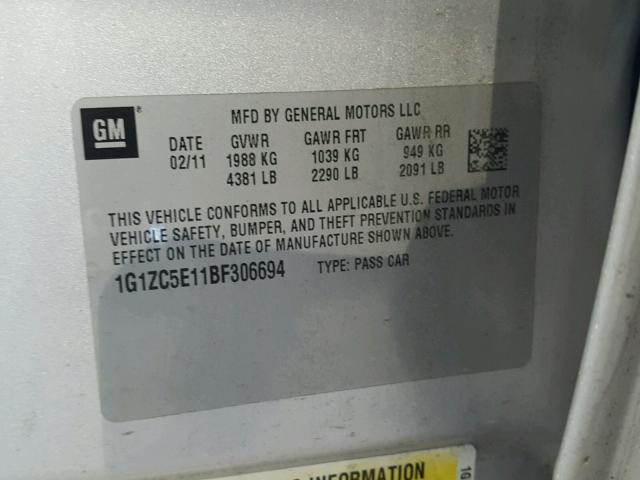 GM ®
MFD BY GENERAL MOTORS LLC
DATE GVWR GAWR FRT GAWR RR
02/11 1988 KG 1039 KG 949 KG
4381 LB 2290 LB 2091 LB
THIS VEHICLE CONFORMS TO ALL APPLICABLE U.S. FEDERAL MOTOR
VEHICLE SAFETY, BUMPER, AND THEFT PREVENTION STANDARDS IN
EFFECT ON THE DATE OF MANUFACTURE SHOWN ABOVE.
1G1ZC5E11BF306694 TYPE: PASS CAR
INFORMATION